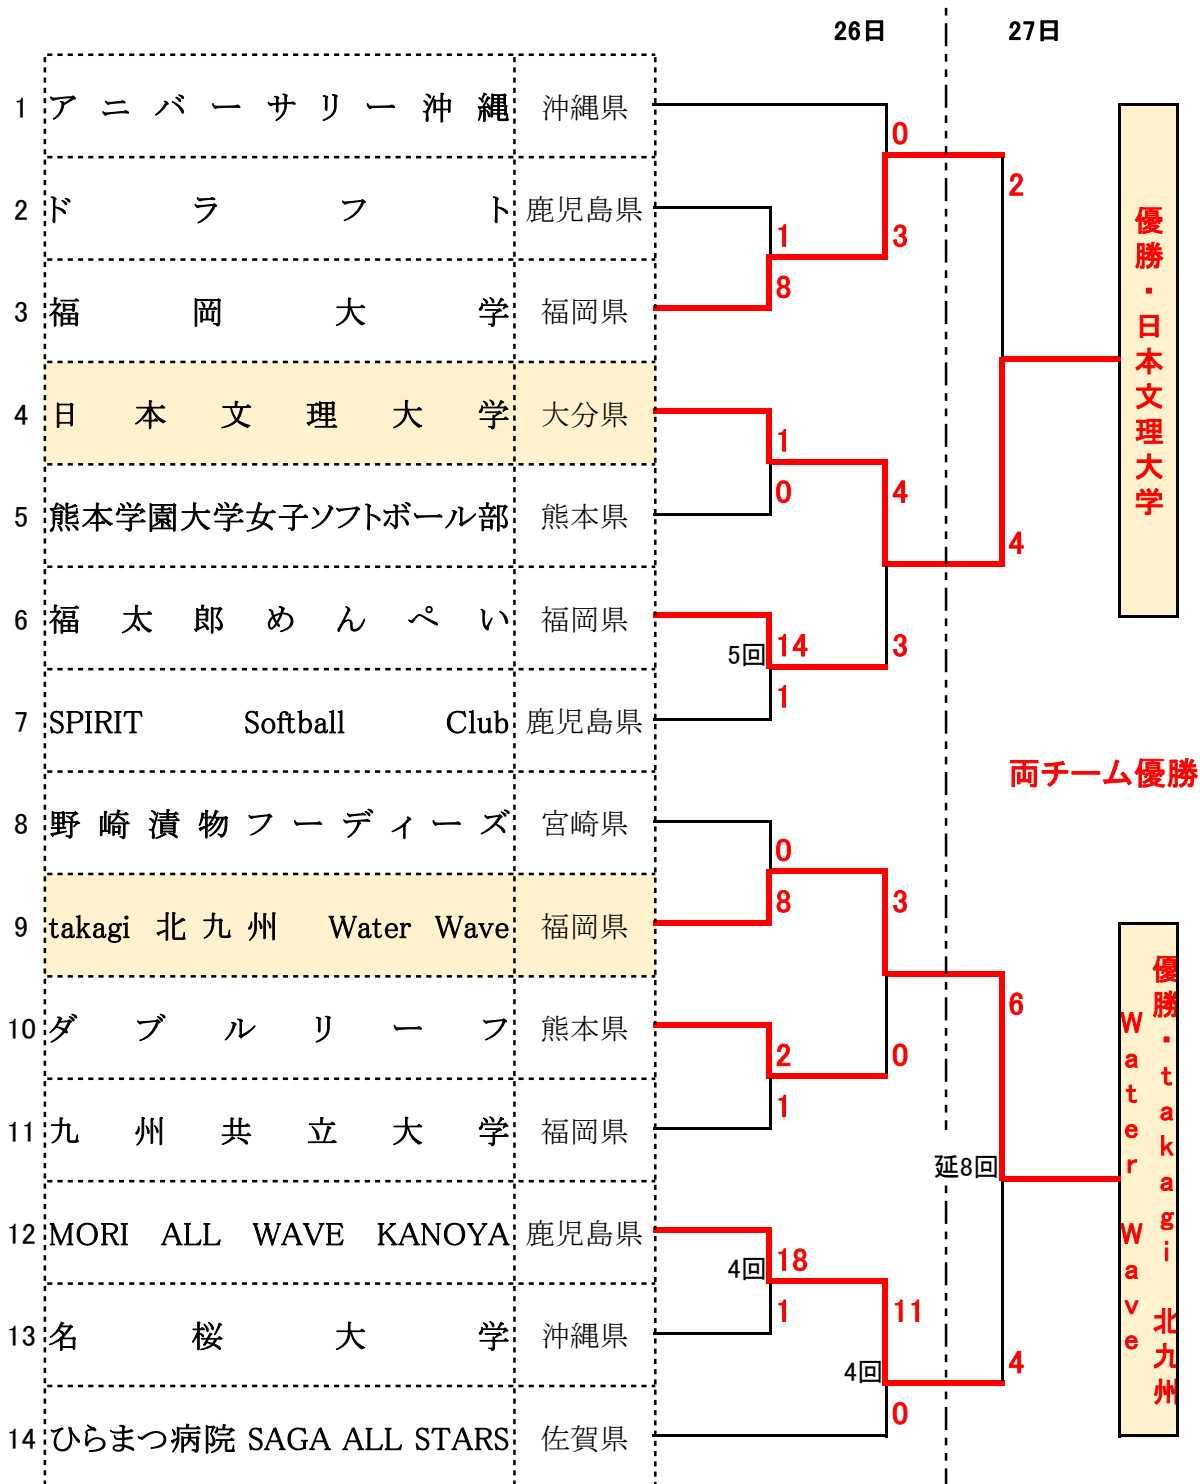 26日 27日
1 アニバーサリー沖縄 沖縄県
0
2 ドラフト 鹿児島県
2
1
3
8
3 福岡大学 福岡県
優勝・日本文理大学
4 日本文理大学 大分県
1
0
4
5 熊本学園大学女子ソフトボール部 熊本県
4
6 福太郎めんぺい 福岡県
14
5回
3
1
7 SPIRIT Softball Club 鹿児島県
両チーム優勝
8 野崎漬物フーディーズ 宮崎県
0
8
3
9 takagi 北九州 Water Wave 福岡県
優勝・takagi 北九州
Water Wave
6
10 ダブルリーフ 熊本県
2
0
1
11 九州共立大学 福岡県
延8回
12 MORI ALL WAVE KANOYA 鹿児島県
18
4回
1
11
13 名桜大学 沖縄県
4
4回
0
14 ひらまつ病院 SAGA ALL STARS 佐賀県